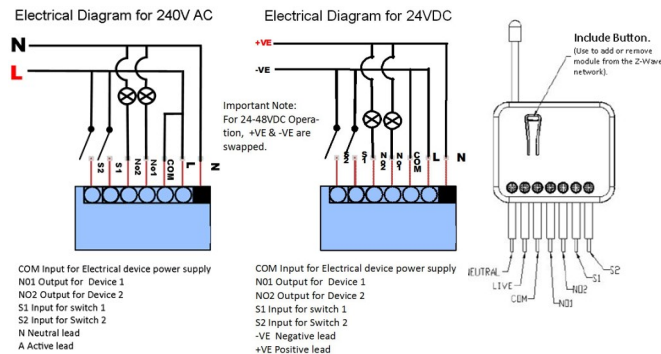 Electrical Diagram for 240V AC
N
L
S2
S1
No2
No1
COM
L
N
COM Input for Electrical device power supply
N01 Output for Device 1
NO2 Output for Device 2
S1 Input for switch 1
S2 Input for Switch 2
N Neutral lead
A Active lead
Electrical Diagram for 24VDC
+VE
-VE
Important Note:
For 24-48VDC Opera-
tion, +VE & -VE are
swapped.
S2
S1
No2
No1
COM
L
N
COM Input for Electrical device power supply
N01 Output for Device 1
NO2 Output for Device 2
S1 Input for switch 1
S2 Input for Switch 2
-VE Negative lead
+VE Positive lead
Include Button.
(Use to add or remove
module from the Z-Wave
network).
NEUTRAL
LIVE
COM
NO1
NO2
S1
S2